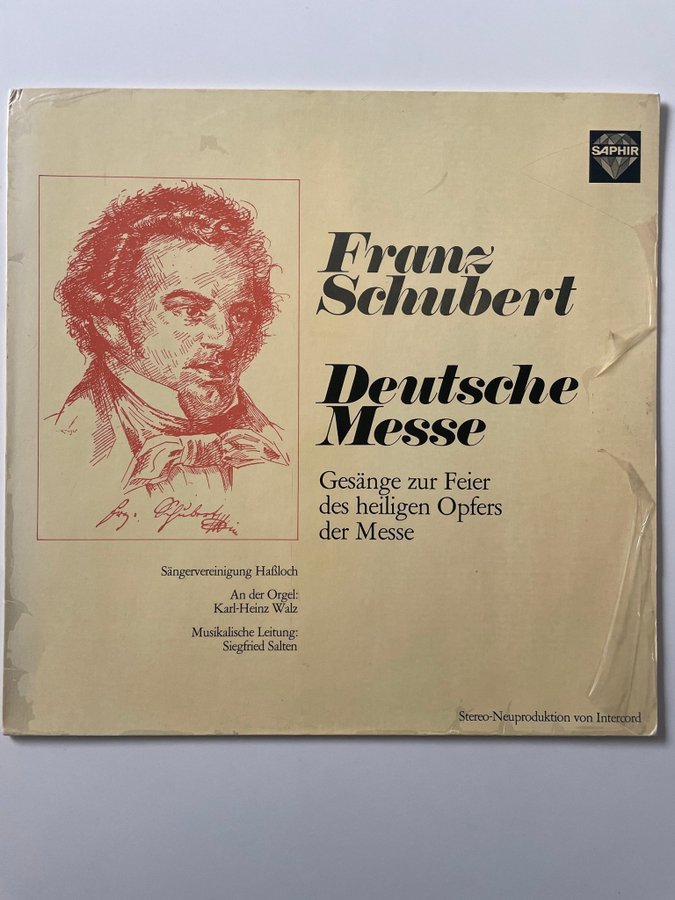 SAPHIR
Franz
Schubert
Deutsche
Messe
Gesänge zur Feier
des heiligen Opfers
der Messe
Sängervereinigung Haßloch
An der Orgel:
Karl-Heinz Walz
Musikalische Leitung:
Siegfried Salten
Stereo-Neuproduktion von Intercord